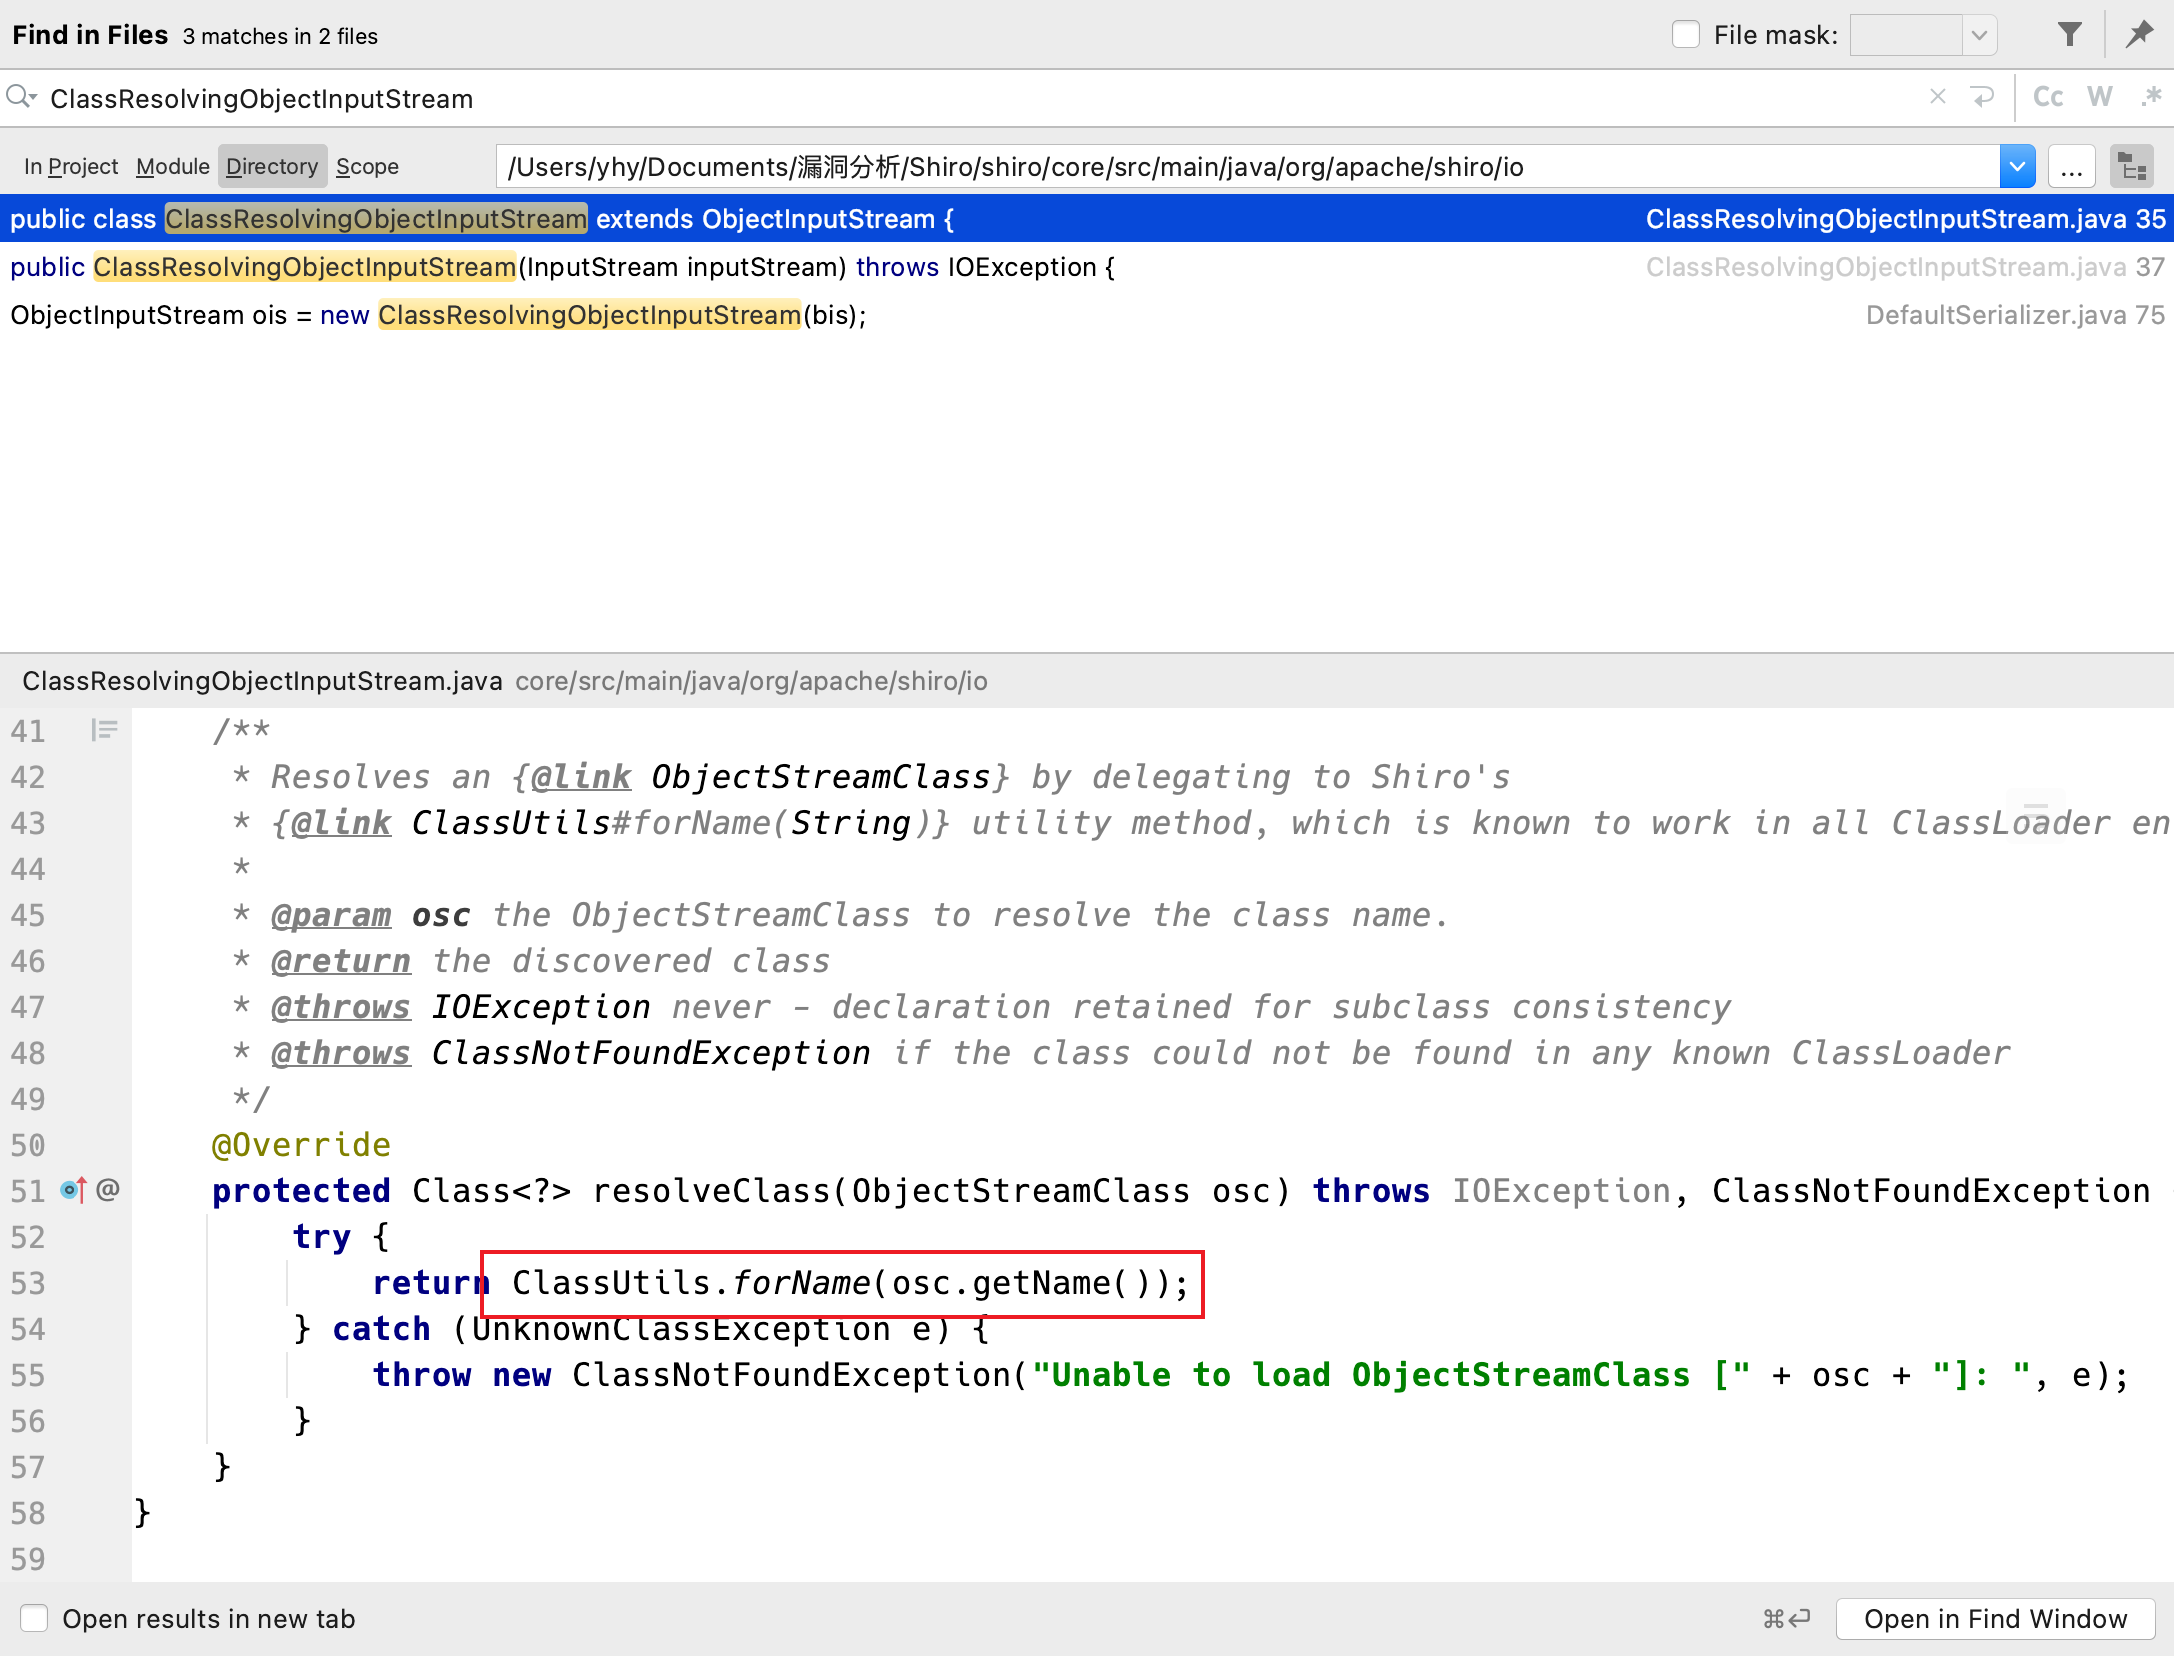 Find in Files 3 matches in 2 files File mask:
ClassResolvingObjectInputStream Cc W .*
In Project Module Directory Scope /Users/yhy/Documents/漏洞分析/Shiro/shiro/core/src/main/java/org/apache/shiro/io ...
public class ClassResolvingObjectInputStream extends ObjectInputStream { ClassResolvingObjectInputStream.java 35
public ClassResolvingObjectInputStream(InputStream inputStream) throws IOException { ClassResolvingObjectInputStream.java 37
ObjectInputStream ois = new ClassResolvingObjectInputStream(bis); DefaultSerializer.java 75
ClassResolvingObjectInputStream.java core/src/main/java/org/apache/shiro/io
41 /**
42 * Resolves an {@link ObjectStreamClass} by delegating to Shiro's
43 * {@link ClassUtils#forName(String)} utility method, which is known to work in all ClassLoader en
44 *
45 * @param osc the ObjectStreamClass to resolve the class name.
46 * @return the discovered class
47 * @throws IOException never - declaration retained for subclass consistency
48 * @throws ClassNotFoundException if the class could not be found in any known ClassLoader
49 */
50 @Override
51 @ protected Class<?> resolveClass(ObjectStreamClass osc) throws IOException, ClassNotFoundException
52 try {
53 return ClassUtils.forName(osc.getName());
54 } catch (UnknownClassException e) {
55 throw new ClassNotFoundException("Unable to load ObjectStreamClass [" + osc + "]: ", e);
56 }
57 }
58 }
59
Open results in new tab ⌘↩ Open in Find Window